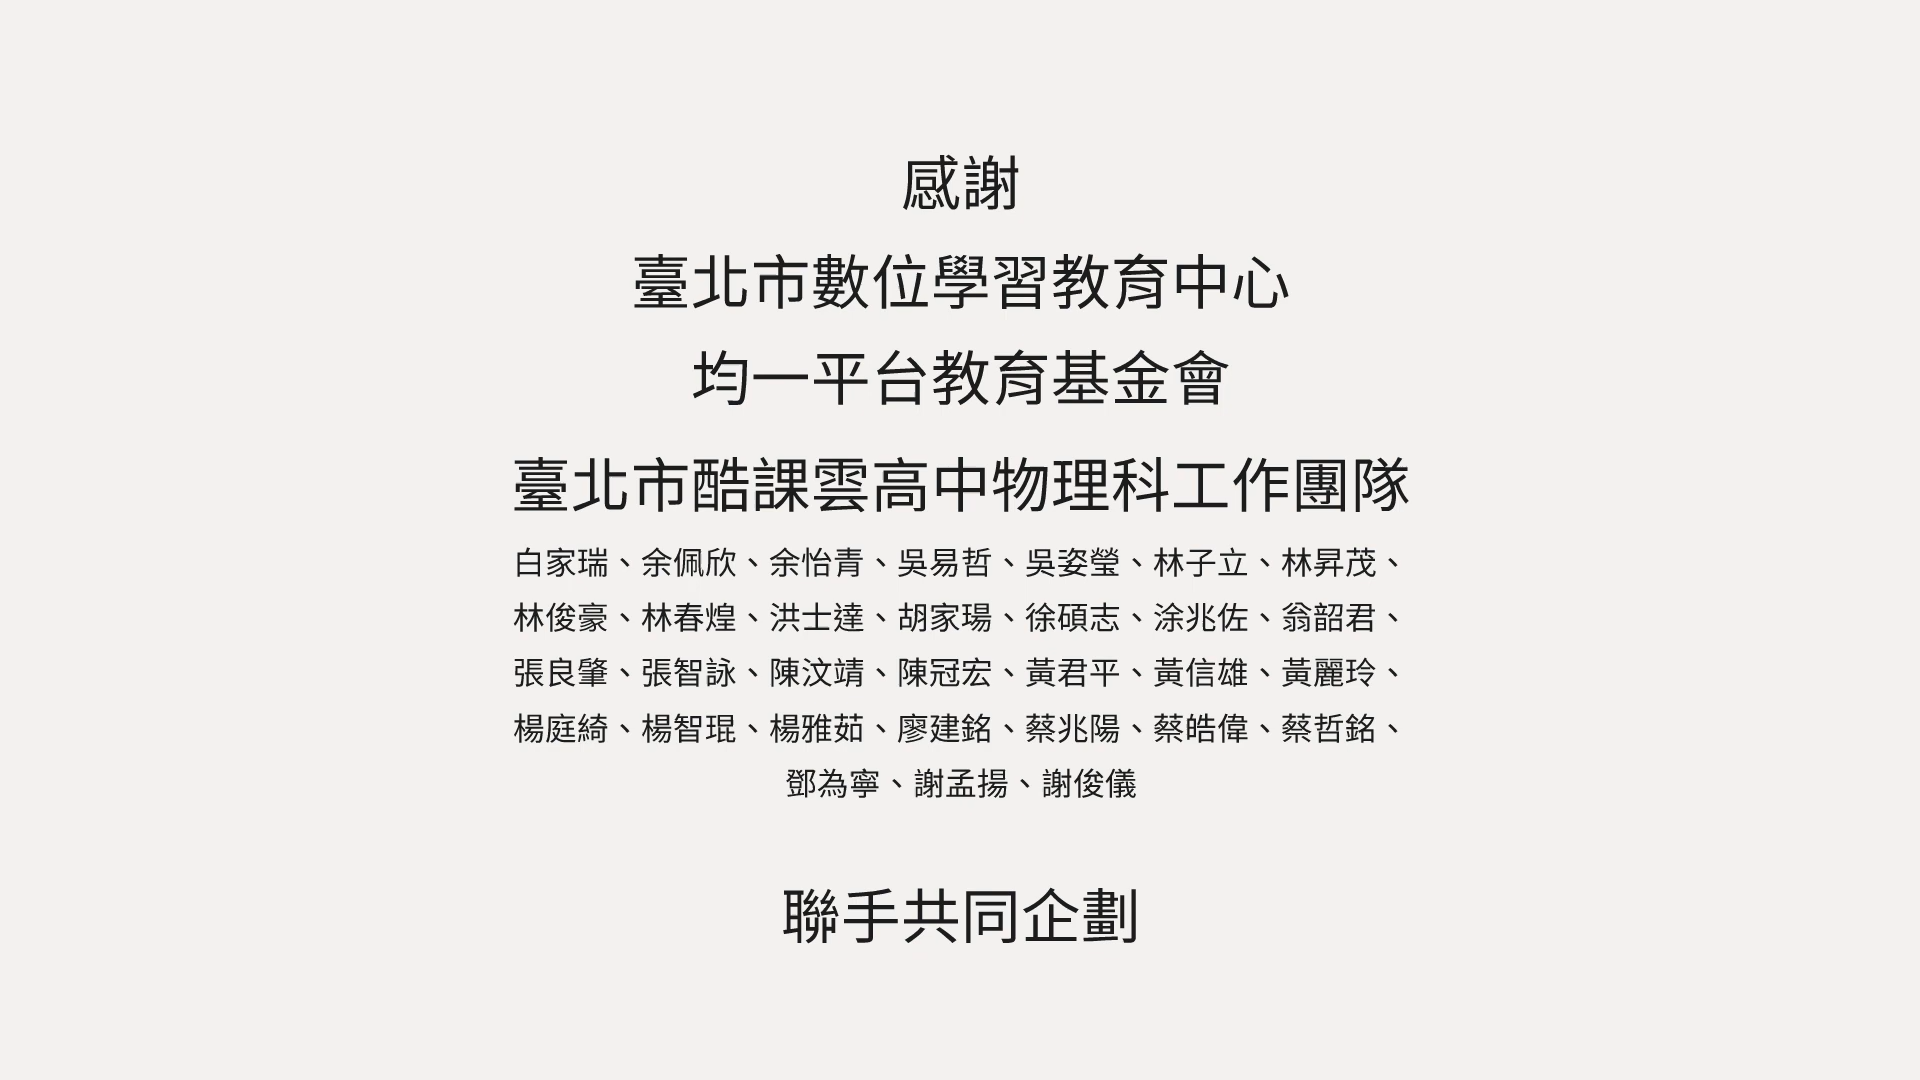 感謝
臺北市數位學習教育中心
均一平台教育基金會
臺北市酷課雲高中物理科工作團隊
白家瑞、余佩欣、余怡青、吳易哲、吳姿瑩、林子立、林昇茂、
林俊豪、林春煌、洪士達、胡家瑒、徐碩志、涂兆佐、翁韶君、
張良肇、張智詠、陳汶靖、陳冠宏、黃君平、黃信雄、黃麗玲、
楊庭綺、楊智琨、楊雅茹、廖建銘、蔡兆陽、蔡皓偉、蔡哲銘、
鄧為寧、謝孟揚、謝俊儀
聯手共同企劃